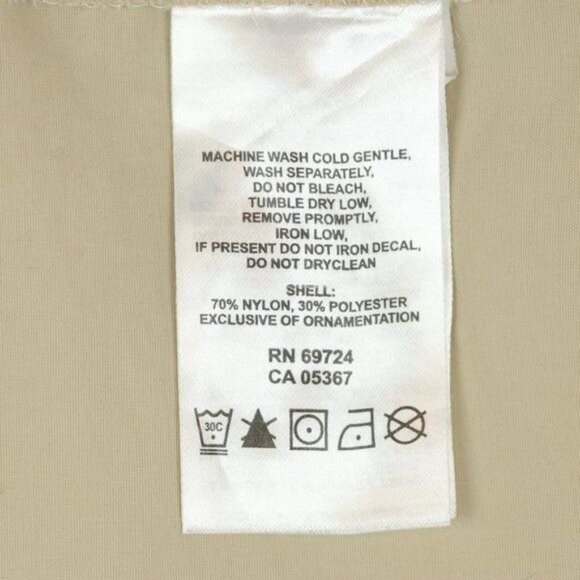 MACHINE WASH COLD GENTLE,
WASH SEPARATELY,
DO NOT BLEACH,
TUMBLE DRY LOW,
REMOVE PROMPTLY,
IRON LOW,
IF PRESENT DO NOT IRON DECAL,
DO NOT DRYCLEAN
SHELL:
70% NYLON, 30% POLYESTER
EXCLUSIVE OF ORNAMENTATION
RN 69724
CA 05367
30C